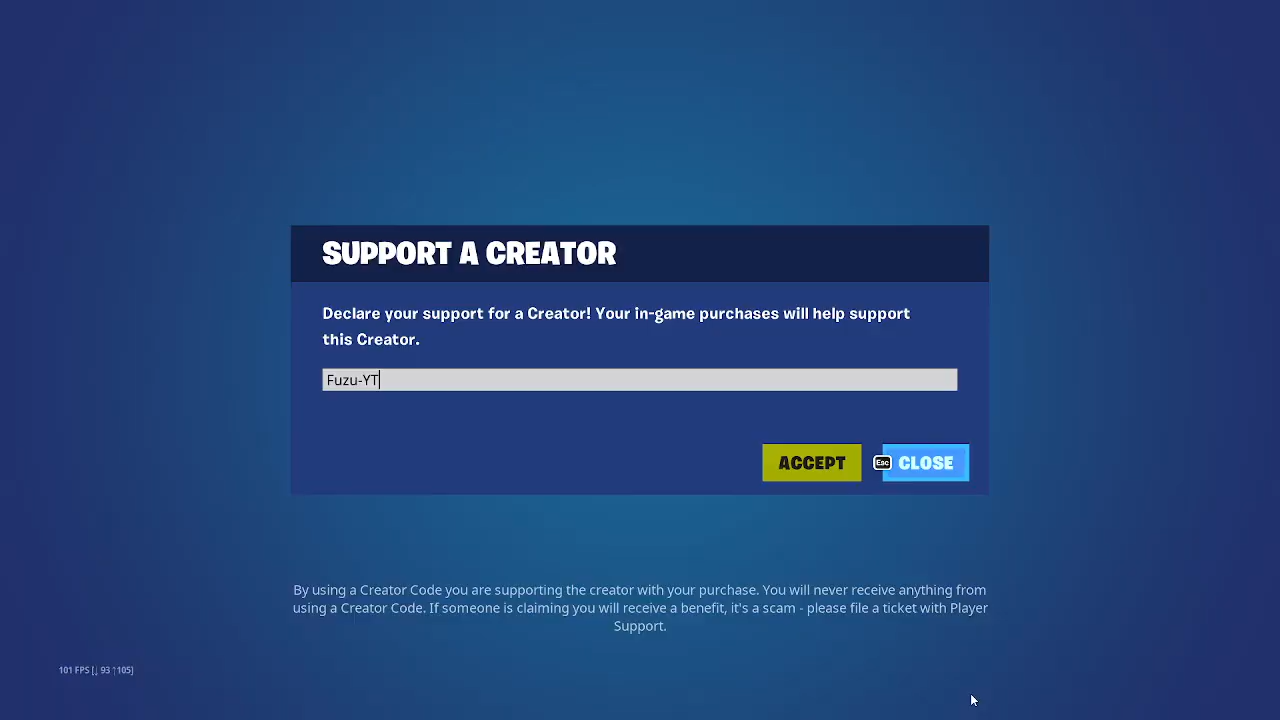 SUPPORT A CREATOR
Declare your support for a Creator! Your in-game purchases will help support
this Creator.
Fuzu-YT
ACCEPT
Esc
CLOSE
By using a Creator Code you are supporting the creator with your purchase. You will never receive anything from
using a Creator Code. If someone is claiming you will receive a benefit, it's a scam - please file a ticket with Player
Support.
101 FPS [↓ 93 ↑105]